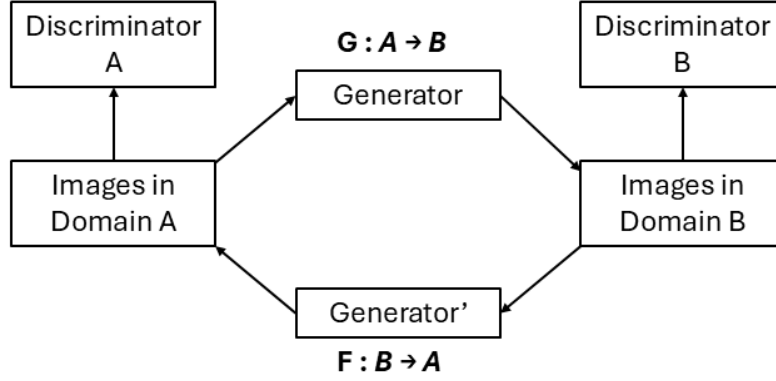 Discriminator
A
G : A → B
Discriminator
B
Generator
Images in
Domain A
Images in
Domain B
Generator’
F : B → A